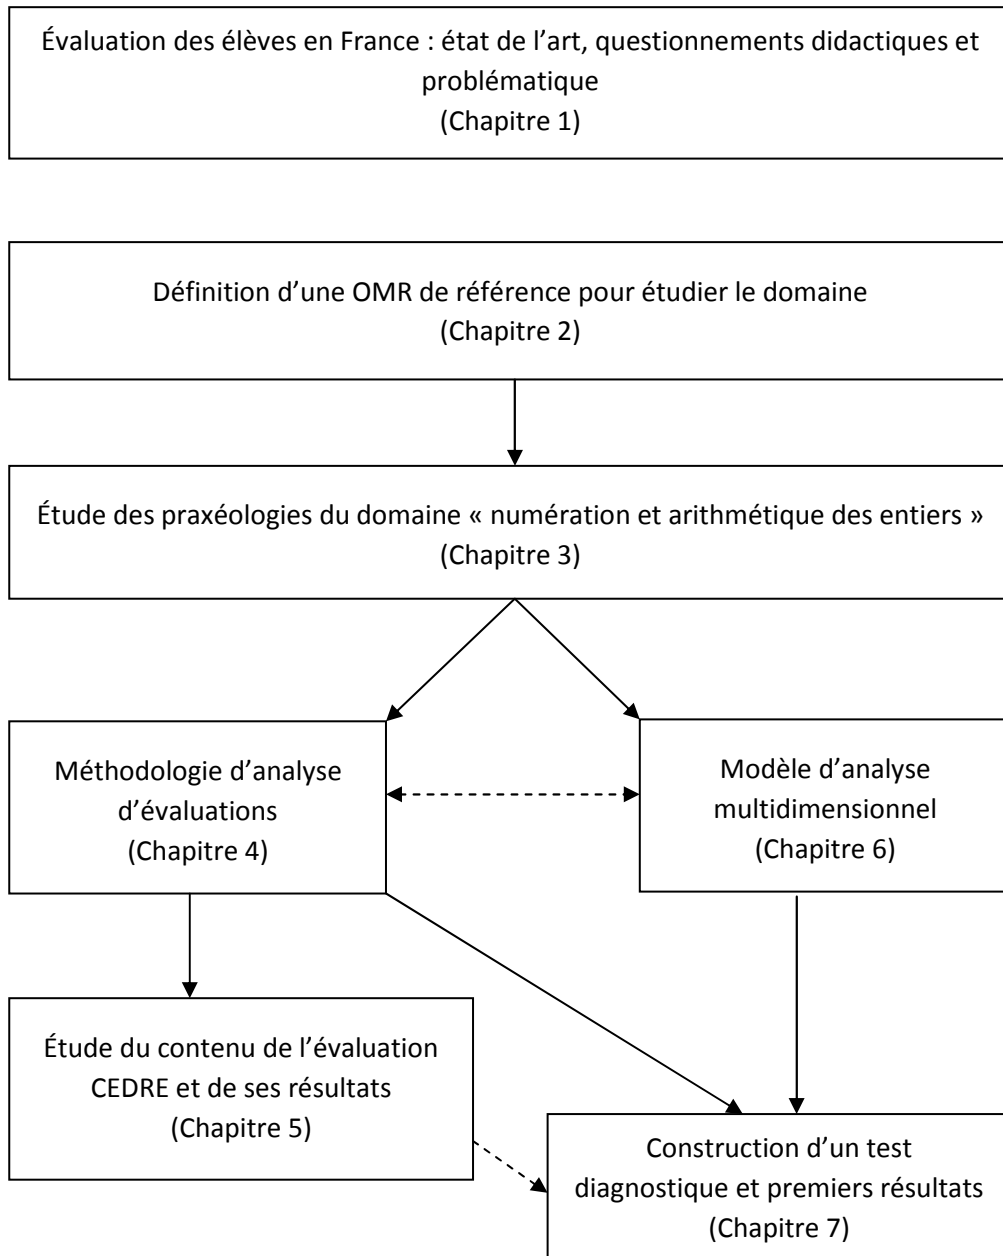 Évaluation des élèves en France : état de l’art, questionnements didactiques et
problématique
(Chapitre 1)
Définition d’une OMR de référence pour étudier le domaine
(Chapitre 2)
Étude des praxéologies du domaine « numération et arithmétique des entiers »
(Chapitre 3)
Méthodologie d’analyse
d’évaluations
(Chapitre 4)
Modèle d’analyse
multidimensionnel
(Chapitre 6)
Étude du contenu de l’évaluation
CEDRE et de ses résultats
(Chapitre 5)
Construction d’un test
diagnostique et premiers résultats
(Chapitre 7)